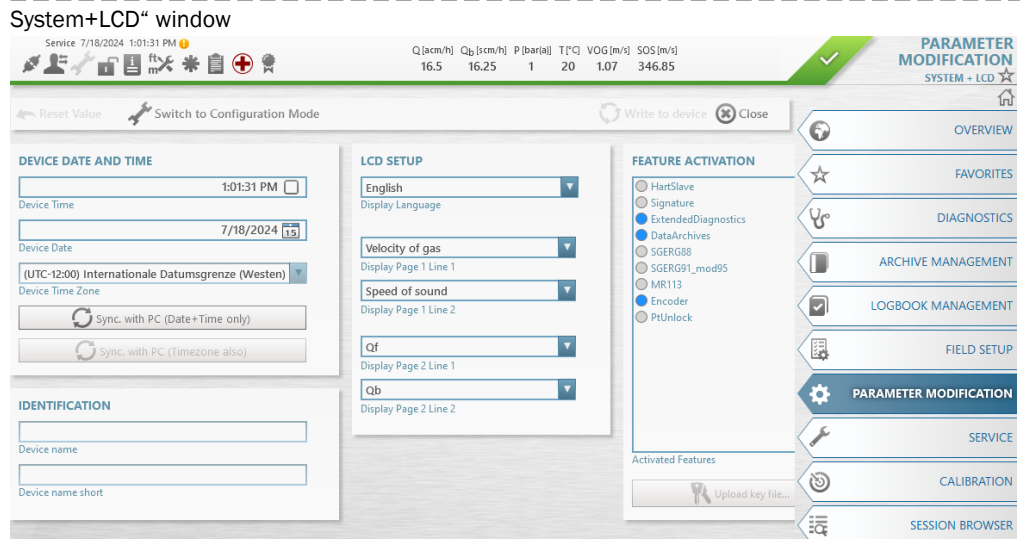 System+LCD“ window
Service 7/18/2024 1:01:31 PM
Q [acm/h] Qb [scm/h] P [bar(a)] T[°C] VOG [m/s] SOS [m/s]
16.5 16.25 1 20 1.07 346.85
PARAMETER
MODIFICATION
SYSTEM + LCD
Reset Value
Switch to Configuration Mode
Write to device
Close
DEVICE DATE AND TIME
1:01:31 PM
Device Time
7/18/2024 15
Device Date
(UTC-12:00) Internationale Datumsgrenze (Westen)
Device Time Zone
Sync. with PC (Date+Time only)
Sync. with PC (Timezone also)
IDENTIFICATION
Device name
Device name short
LCD SETUP
English
Display Language
Velocity of gas
Display Page 1 Line 1
Speed of sound
Display Page 1 Line 2
Qf
Display Page 2 Line 1
Qb
Display Page 2 Line 2
FEATURE ACTIVATION
HartSlave
Signature
ExtendedDiagnostics
DataArchives
SGERG88
SGERG91_mod95
MR113
Encoder
PtUnlock
Activated Features
Upload key file...
OVERVIEW
FAVORITES
DIAGNOSTICS
ARCHIVE MANAGEMENT
LOGBOOK MANAGEMENT
FIELD SETUP
PARAMETER MODIFICATION
SERVICE
CALIBRATION
SESSION BROWSER